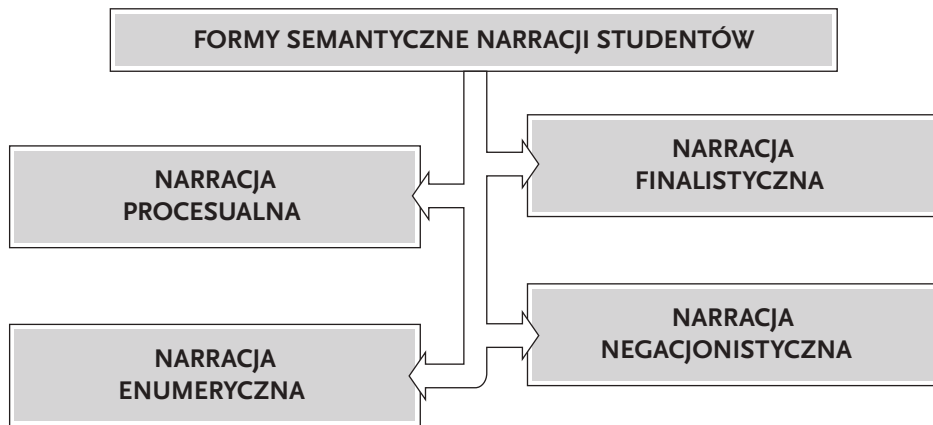 FORMY SEMANTYCZNE NARRACJI STUDENTÓW
NARRACJA
PROCESUALNA
NARRACJA
FINALISTYCZNA
NARRACJA
ENUMERYCZNA
NARRACJA
NEGACJONISTYCZNA